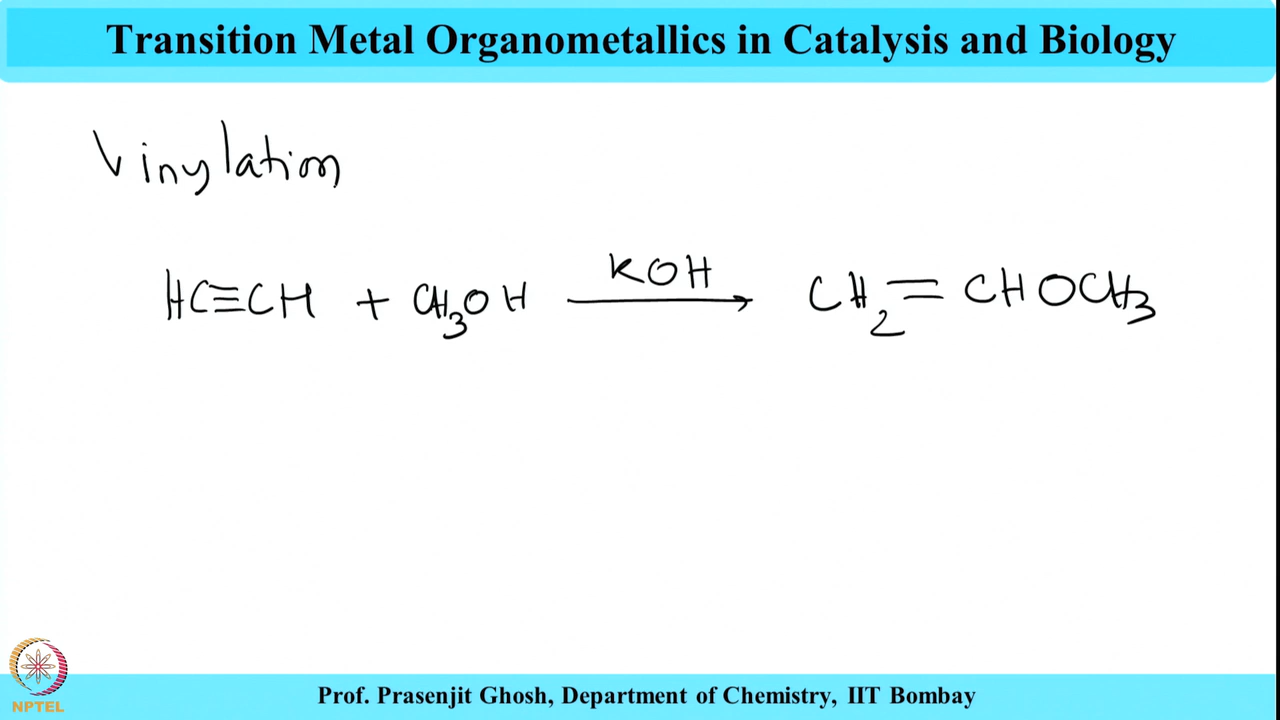 Transition Metal Organometallics in Catalysis and Biology
Vinylation
HC≡CH + CH₃OH —KOH→ CH₂=CHOCH₃
Prof. Prasenjit Ghosh, Department of Chemistry, IIT Bombay
NPTEL